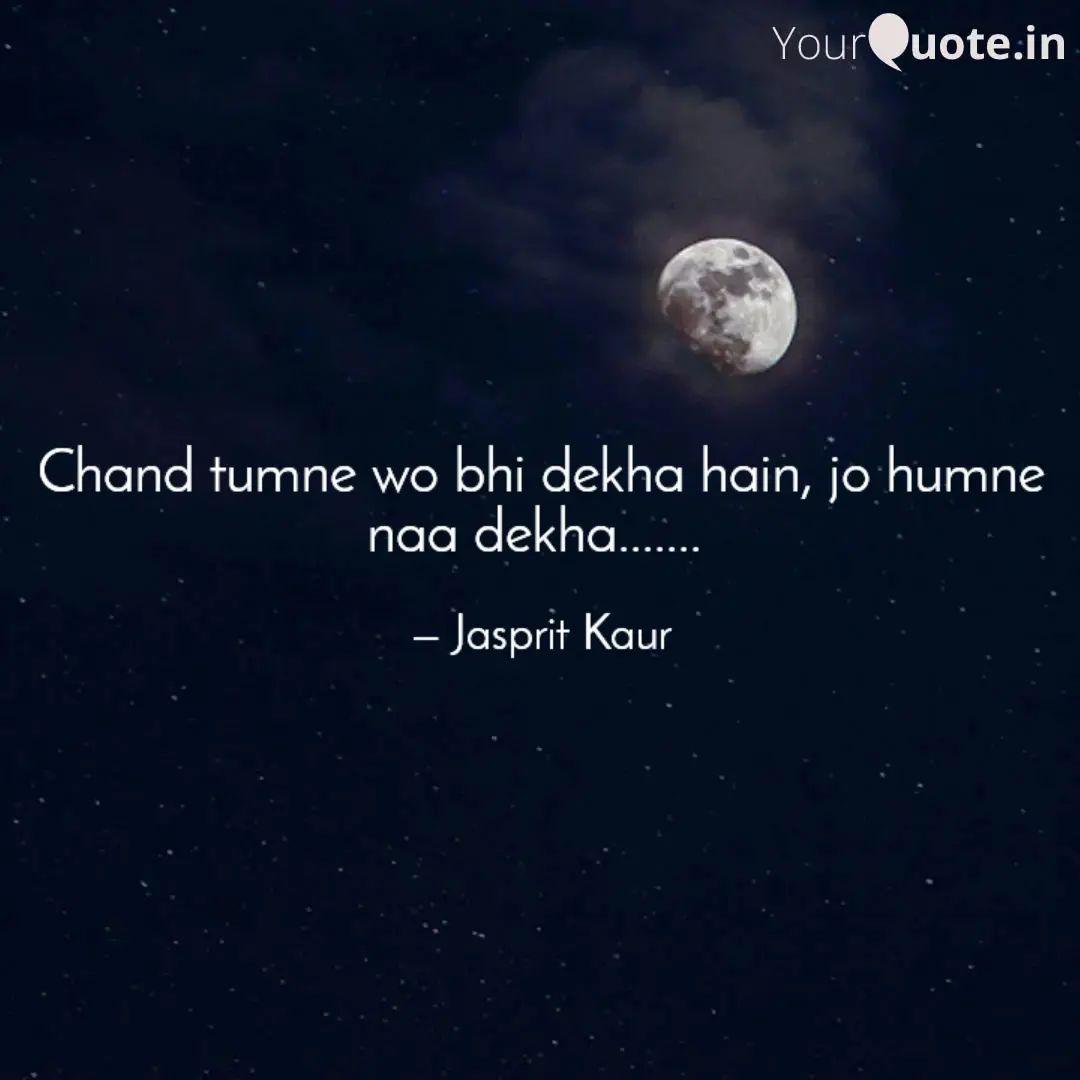 YourQuote.in
Chand tumne wo bhi dekha hain, jo humne
naa dekha.......
– Jasprit Kaur